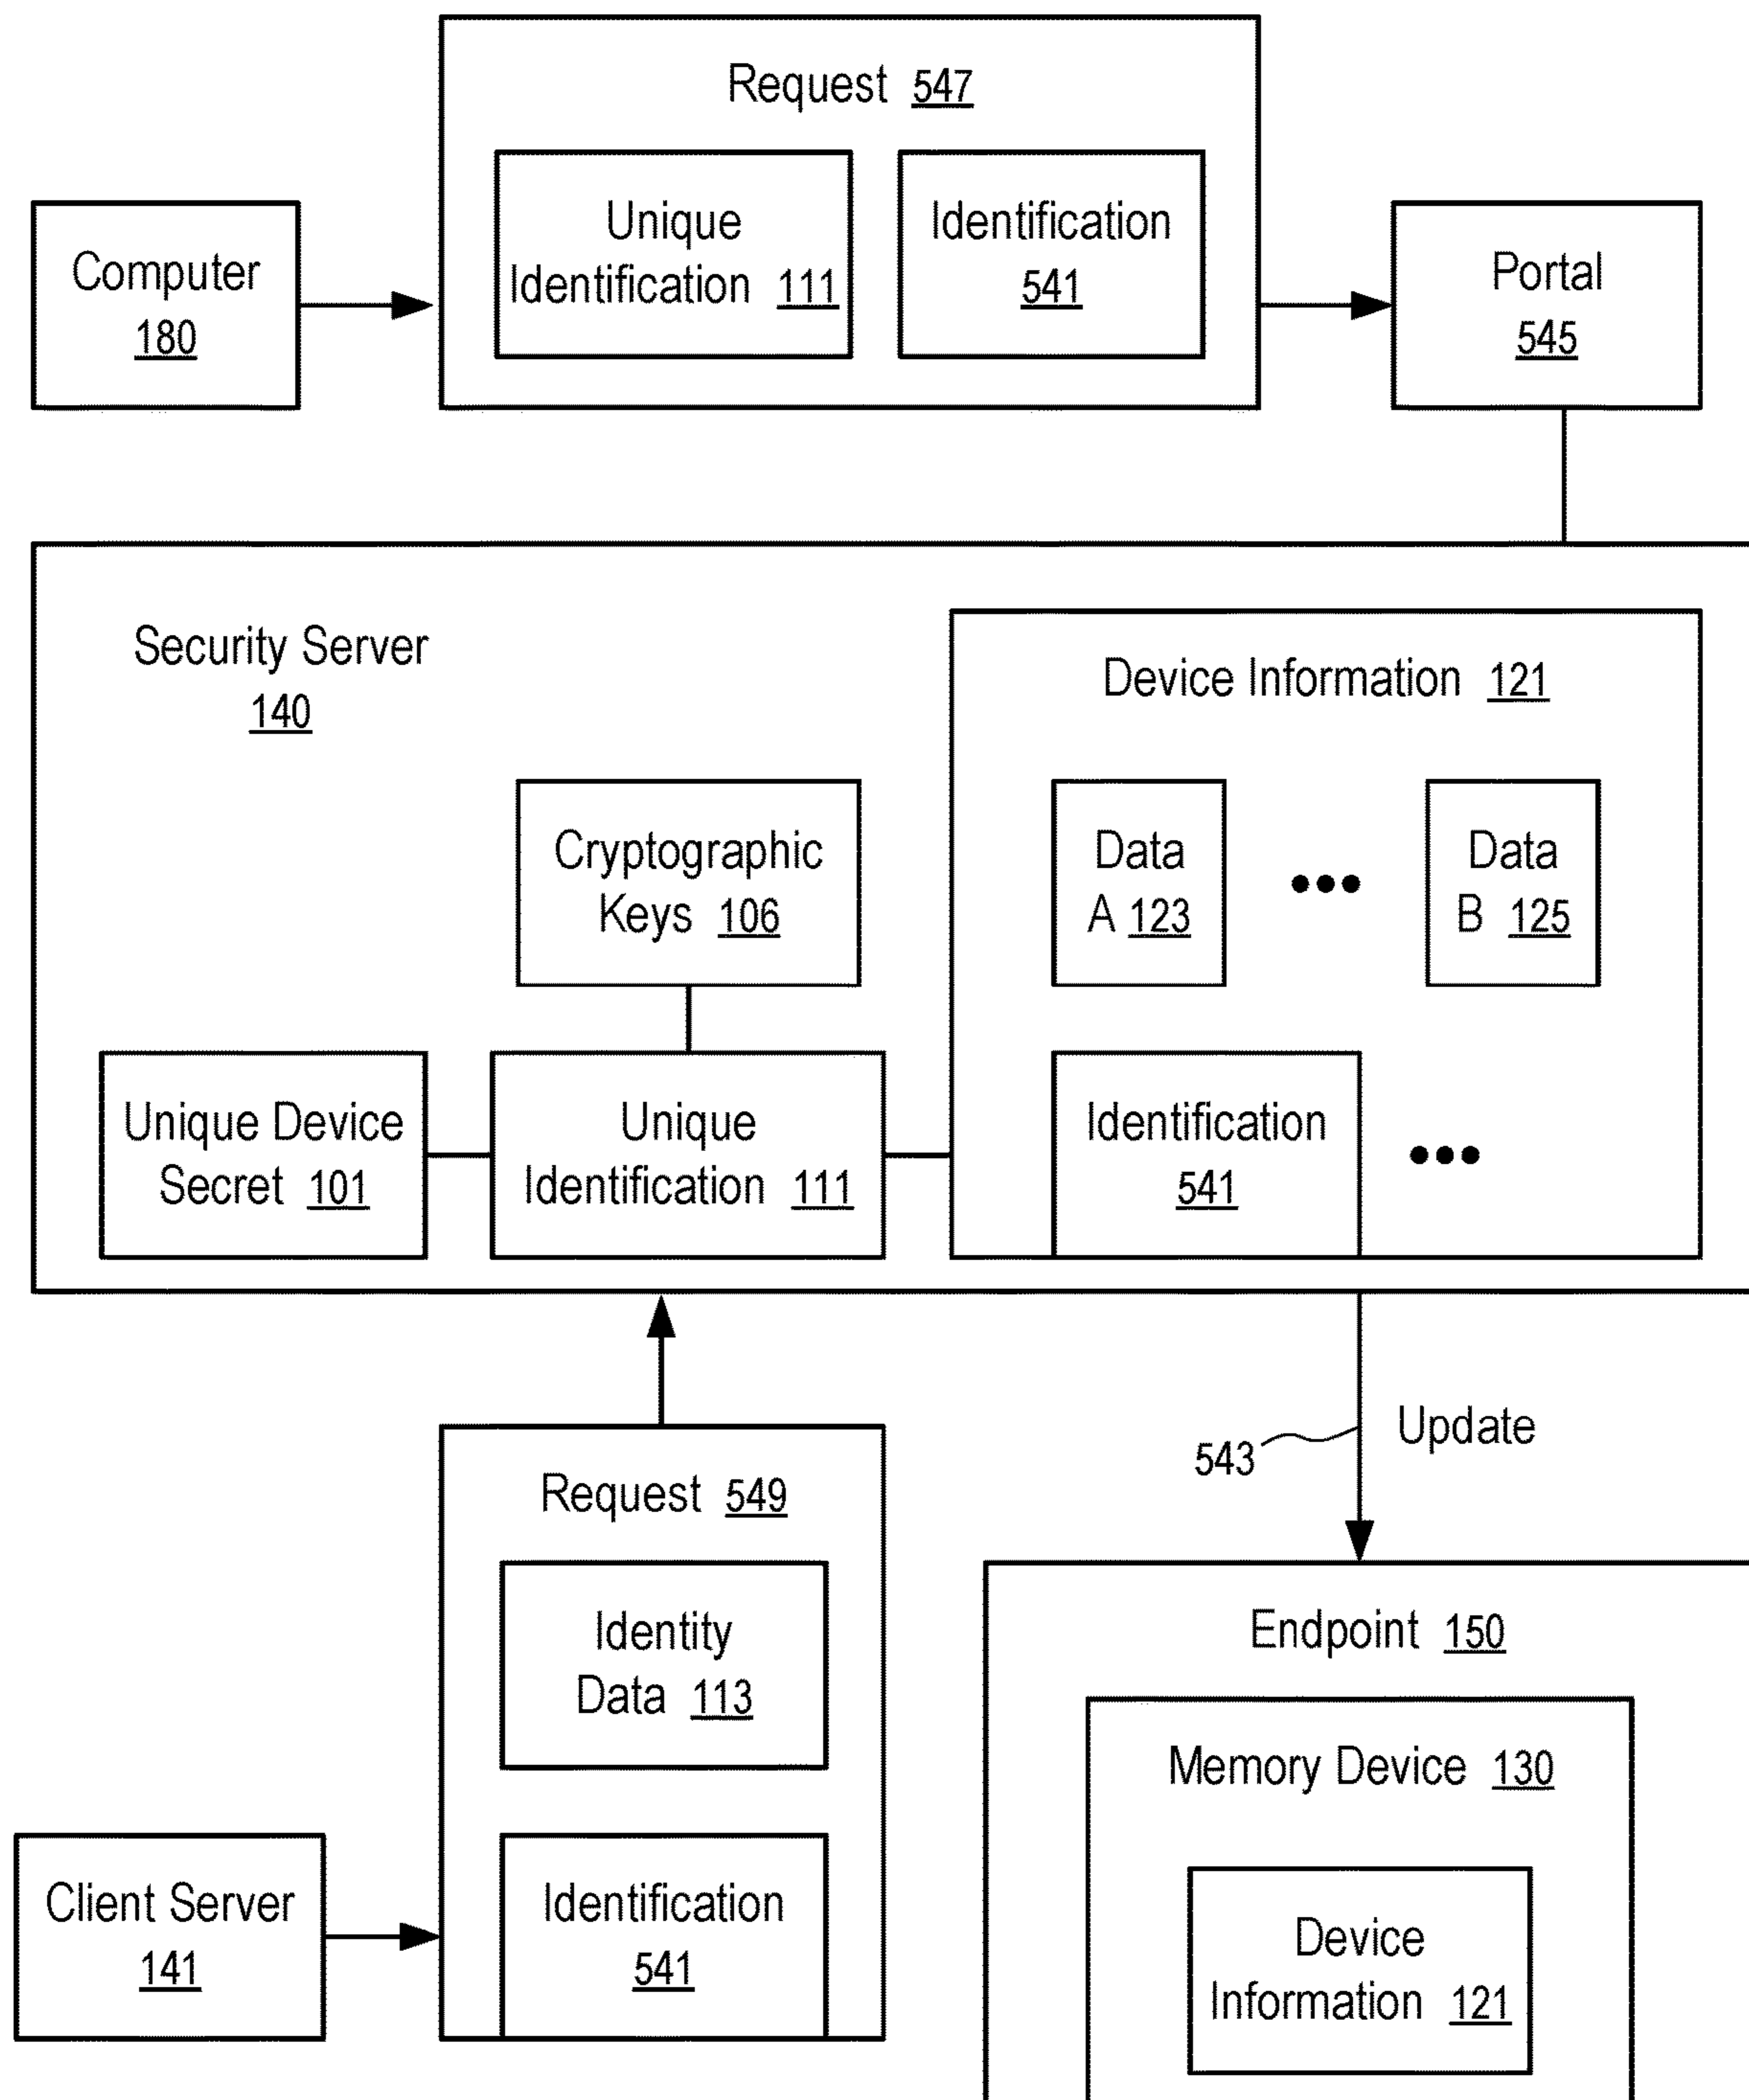 Request 547
Unique
Identification 111
Identification
541
Computer
180
Portal
545
Security Server
140
Device Information 121
Cryptographic
Keys 106
Data
A 123
•••
Data
B 125
Unique Device
Secret 101
Unique
Identification 111
Identification
541
•••
543
Update
Request 549
Identity
Data 113
Identification
541
Client Server
141
Endpoint 150
Memory Device 130
Device
Information 121